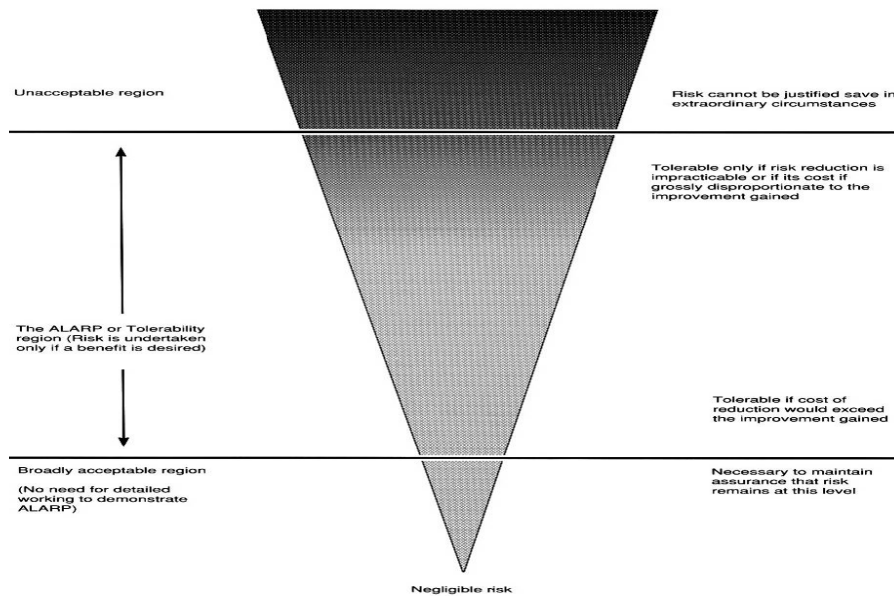 Unacceptable region
Risk cannot be justified save in
extraordinary circumstances
Tolerable only if risk reduction is
impracticable or if its cost if
grossly disproportionate to the
improvement gained
The ALARP or Tolerability
region (Risk is undertaken
only if a benefit is desired)
Tolerable if cost of
reduction would exceed
the improvement gained
Broadly acceptable region
(No need for detailed
working to demonstrate
ALARP)
Necessary to maintain
assurance that risk
remains at this level
Negligible risk